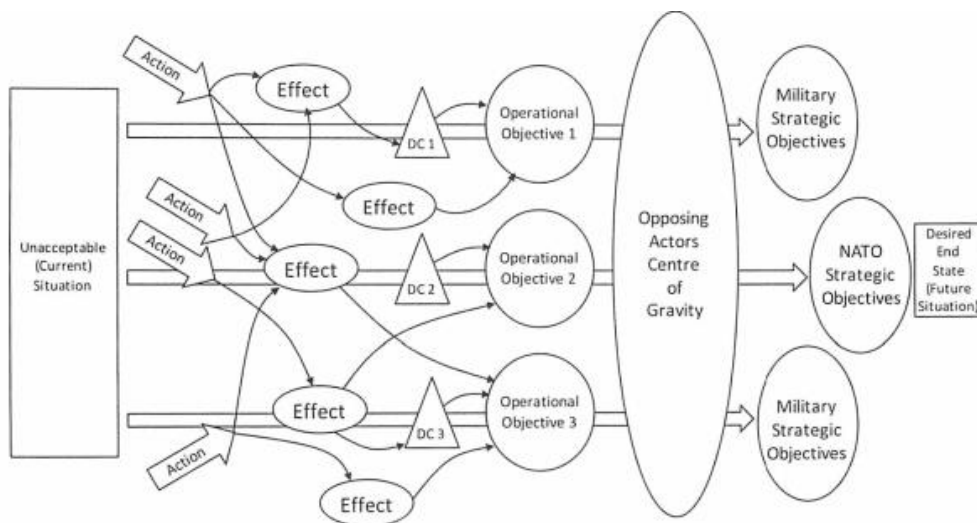 Unacceptable
(Current)
Situation
Action
Action
Action
Action
Effect
Effect
Effect
Effect
Effect
DC 1
DC 2
DC 3
Operational
Objective 1
Operational
Objective 2
Operational
Objective 3
Opposing
Actors
Centre
of
Gravity
Military
Strategic
Objectives
NATO
Strategic
Objectives
Military
Strategic
Objectives
Desired
End
State
(Future
Situation)